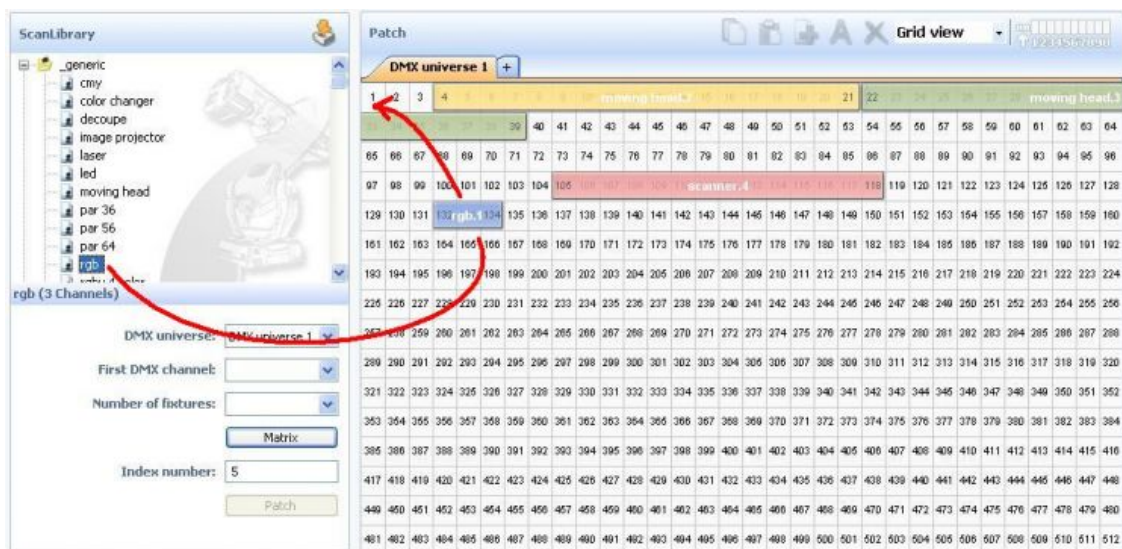 ScanLibrary
_generic
cmy
color changer
decoupe
image projector
laser
led
moving head
par 36
par 56
par 64
rgb
rgb (3 Channels)
DMX universe: DMX universe 1
First DMX channel:
Number of fixtures:
Matrix
Index number: 5
Patch
Patch
Grid view
DMX universe 1 +
1 2 3 4 moving head.2 21 22 moving head.3
39 40 41 42 43 44 45 46 47 48 49 50 51 52 53 54 55 56 57 58 59 60 61 62 63 64
65 66 67 68 69 70 71 72 73 74 75 76 77 78 79 80 81 82 83 84 85 86 87 88 89 90 91 92 93 94 95 96
97 98 99 100 101 102 103 104 105 scanner.4 118 119 120 121 122 123 124 125 126 127 128
129 130 131 132 rgb.1 134 135 136 137 138 139 140 141 142 143 144 145 146 147 148 149 150 151 152 153 154 155 156 157 158 159 160
161 162 163 164 165 166 167 168 169 170 171 172 173 174 175 176 177 178 179 180 181 182 183 184 185 186 187 188 189 190 191 192
193 194 195 196 197 198 199 200 201 202 203 204 205 206 207 208 209 210 211 212 213 214 215 216 217 218 219 220 221 222 223 224
225 226 227 228 229 230 231 232 233 234 235 236 237 238 239 240 241 242 243 244 245 246 247 248 249 250 251 252 253 254 255 256
257 258 259 260 261 262 263 264 265 266 267 268 269 270 271 272 273 274 275 276 277 278 279 280 281 282 283 284 285 286 287 288
289 290 291 292 293 294 295 296 297 298 299 300 301 302 303 304 305 306 307 308 309 310 311 312 313 314 315 316 317 318 319 320
321 322 323 324 325 326 327 328 329 330 331 332 333 334 335 336 337 338 339 340 341 342 343 344 345 346 347 348 349 350 351 352
353 354 355 356 357 358 359 360 361 362 363 364 365 366 367 368 369 370 371 372 373 374 375 376 377 378 379 380 381 382 383 384
385 386 387 388 389 390 391 392 393 394 395 396 397 398 399 400 401 402 403 404 405 406 407 408 409 410 411 412 413 414 415 416
417 418 419 420 421 422 423 424 425 426 427 428 429 430 431 432 433 434 435 436 437 438 439 440 441 442 443 444 445 446 447 448
449 450 451 452 453 454 455 456 457 458 459 460 461 462 463 464 465 466 467 468 469 470 471 472 473 474 475 476 477 478 479 480
481 482 483 484 485 486 487 488 489 490 491 492 493 494 495 496 497 498 499 500 501 502 503 504 505 506 507 508 509 510 511 512